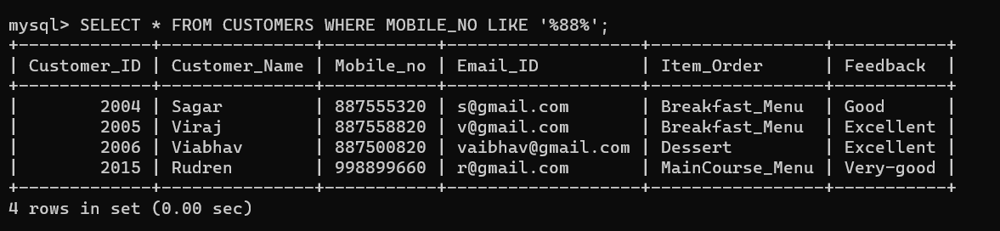 mysql> SELECT * FROM CUSTOMERS WHERE MOBILE_NO LIKE '%88%';
+-------------+---------------+-----------+-------------------+----------------+-----------+
| Customer_ID | Customer_Name | Mobile_no | Email_ID          | Item_Order      | Feedback  |
+-------------+---------------+-----------+-------------------+----------------+-----------+
|        2004 | Sagar         | 887555320 | s@gmail.com       | Breakfast_Menu  | Good      |
|        2005 | Viraj         | 887558820 | v@gmail.com       | Breakfast_Menu  | Excellent |
|        2006 | Viabhav       | 887500820 | vaibhav@gmail.com | Dessert         | Excellent |
|        2015 | Rudren        | 998899660 | r@gmail.com       | MainCourse_Menu | Very-good |
+-------------+---------------+-----------+-------------------+----------------+-----------+
4 rows in set (0.00 sec)